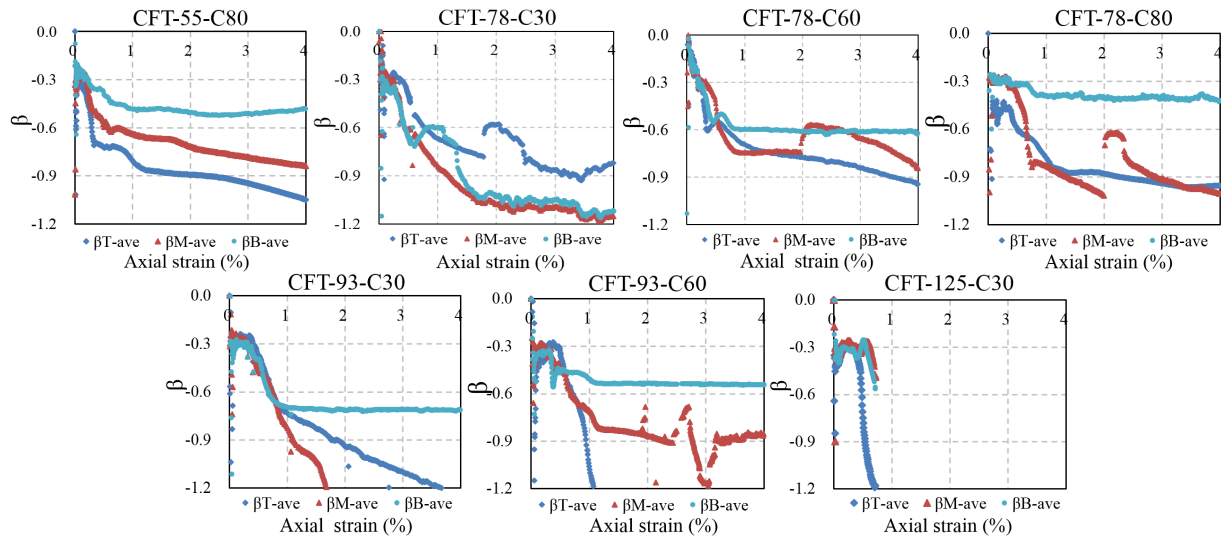 CFT-55-C80
CFT-78-C30
CFT-78-C60
CFT-78-C80
0.0
-0.3
-0.6
-0.9
-1.2
0 1 2 3 4
β
βT-ave βM-ave βB-ave
Axial strain (%)
0.0
-0.3
-0.6
-0.9
-1.2
0 1 2 3 4
β
βT-ave βM-ave βB-ave
Axial strain (%)
0.0
-0.3
-0.6
-0.9
-1.2
0 1 2 3 4
β
βT-ave βM-ave βB-ave
Axial strain (%)
0.0
-0.3
-0.6
-0.9
-1.2
0 1 2 3 4
β
βT-ave βM-ave βB-ave
Axial strain (%)
CFT-93-C30
CFT-93-C60
CFT-125-C30
0.0
-0.3
-0.6
-0.9
-1.2
0 1 2 3 4
β
βT-ave βM-ave βB-ave
Axial strain (%)
0.0
-0.3
-0.6
-0.9
-1.2
0 1 2 3 4
β
βT-ave βM-ave βB-ave
Axial strain (%)
0.0
-0.3
-0.6
-0.9
-1.2
0 1 2 3 4
β
βT-ave βM-ave βB-ave
Axial strain (%)